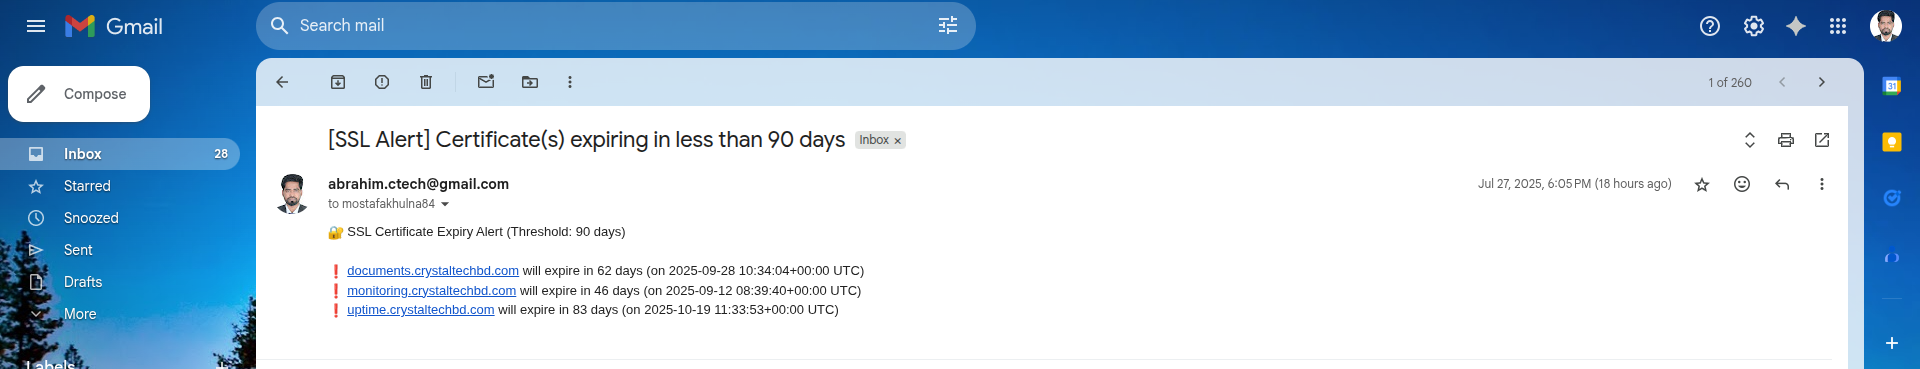 Gmail
Search mail
Compose
1 of 260
Inbox 28
[SSL Alert] Certificate(s) expiring in less than 90 days Inbox x
Starred
abrahim.ctech@gmail.com
Jul 27, 2025, 6:05 PM (18 hours ago)
to mostafakhulna84
Snoozed
🔐 SSL Certificate Expiry Alert (Threshold: 90 days)
Sent
❗ documents.crystaltechbd.com will expire in 62 days (on 2025-09-28 10:34:04+00:00 UTC)
Drafts
❗ monitoring.crystaltechbd.com will expire in 46 days (on 2025-09-12 08:39:40+00:00 UTC)
❗ uptime.crystaltechbd.com will expire in 83 days (on 2025-10-19 11:33:53+00:00 UTC)
More
Labels
31